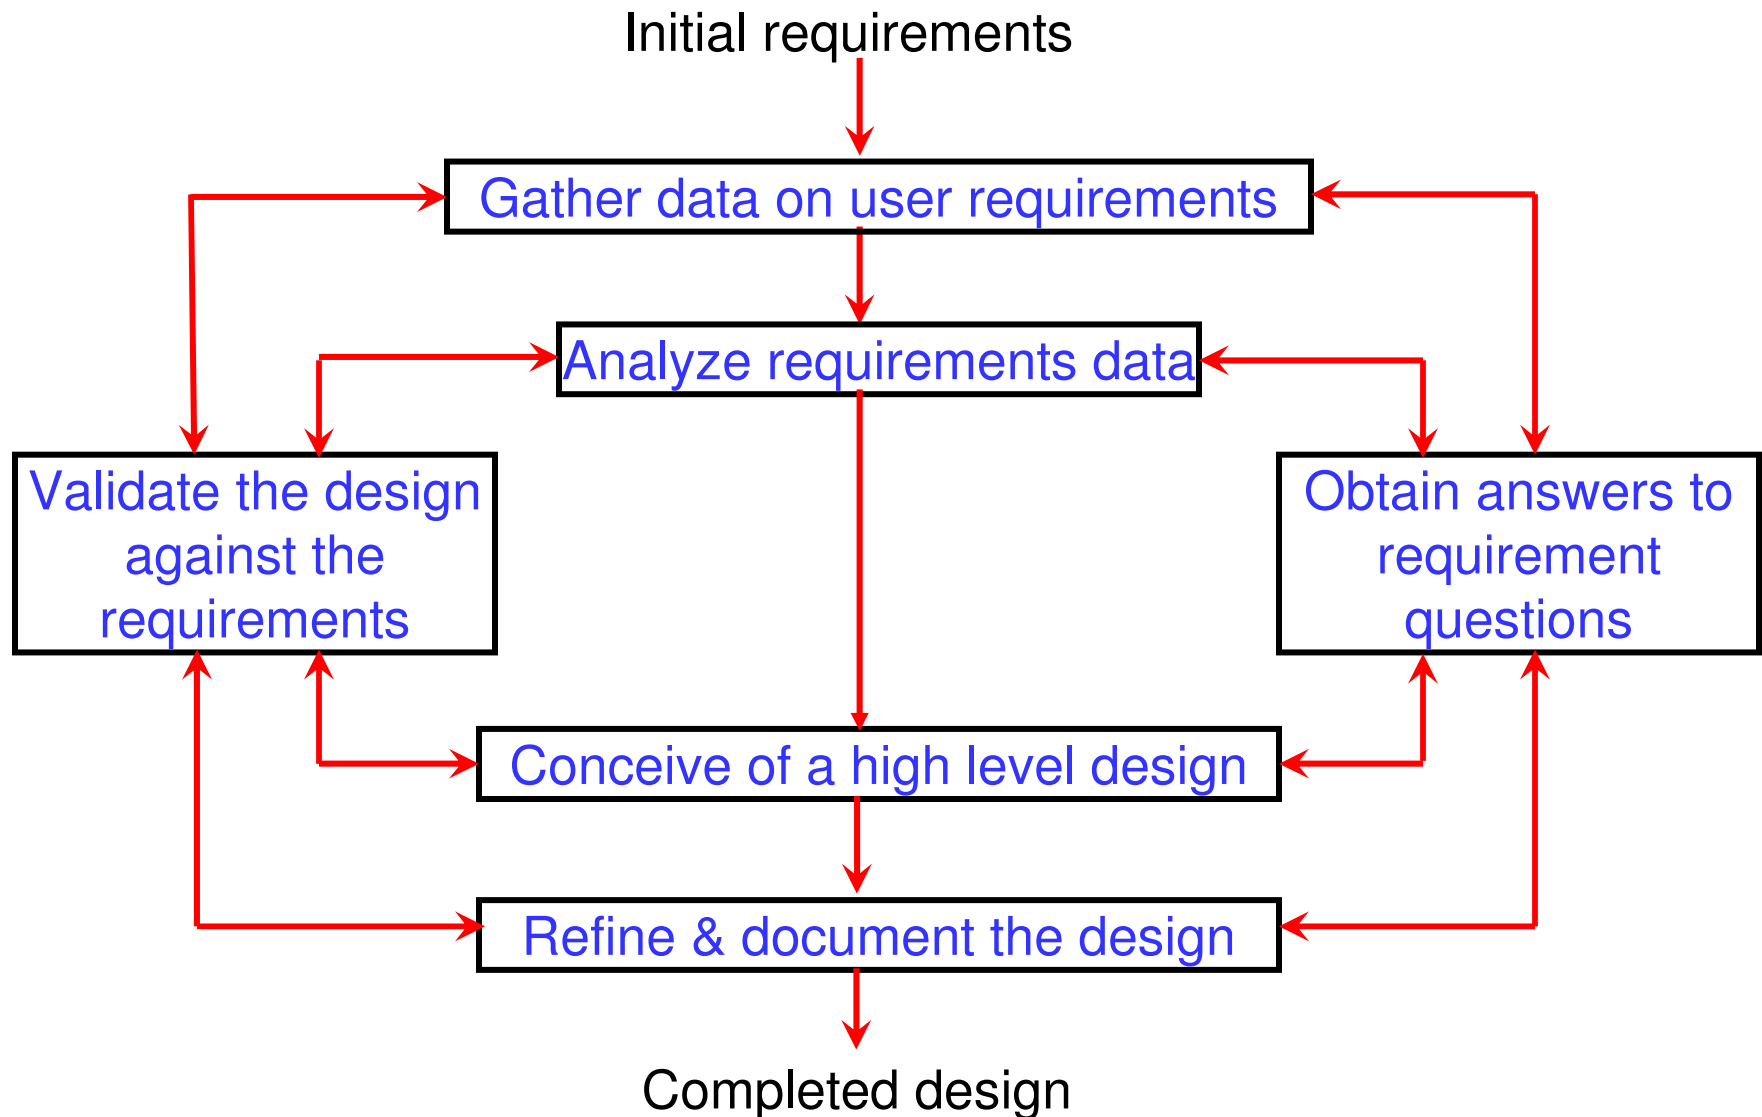 Initial requirements
Gather data on user requirements
Analyze requirements data
Validate the design
against the
requirements
Obtain answers to
requirement
questions
Conceive of a high level design
Refine & document the design
Completed design